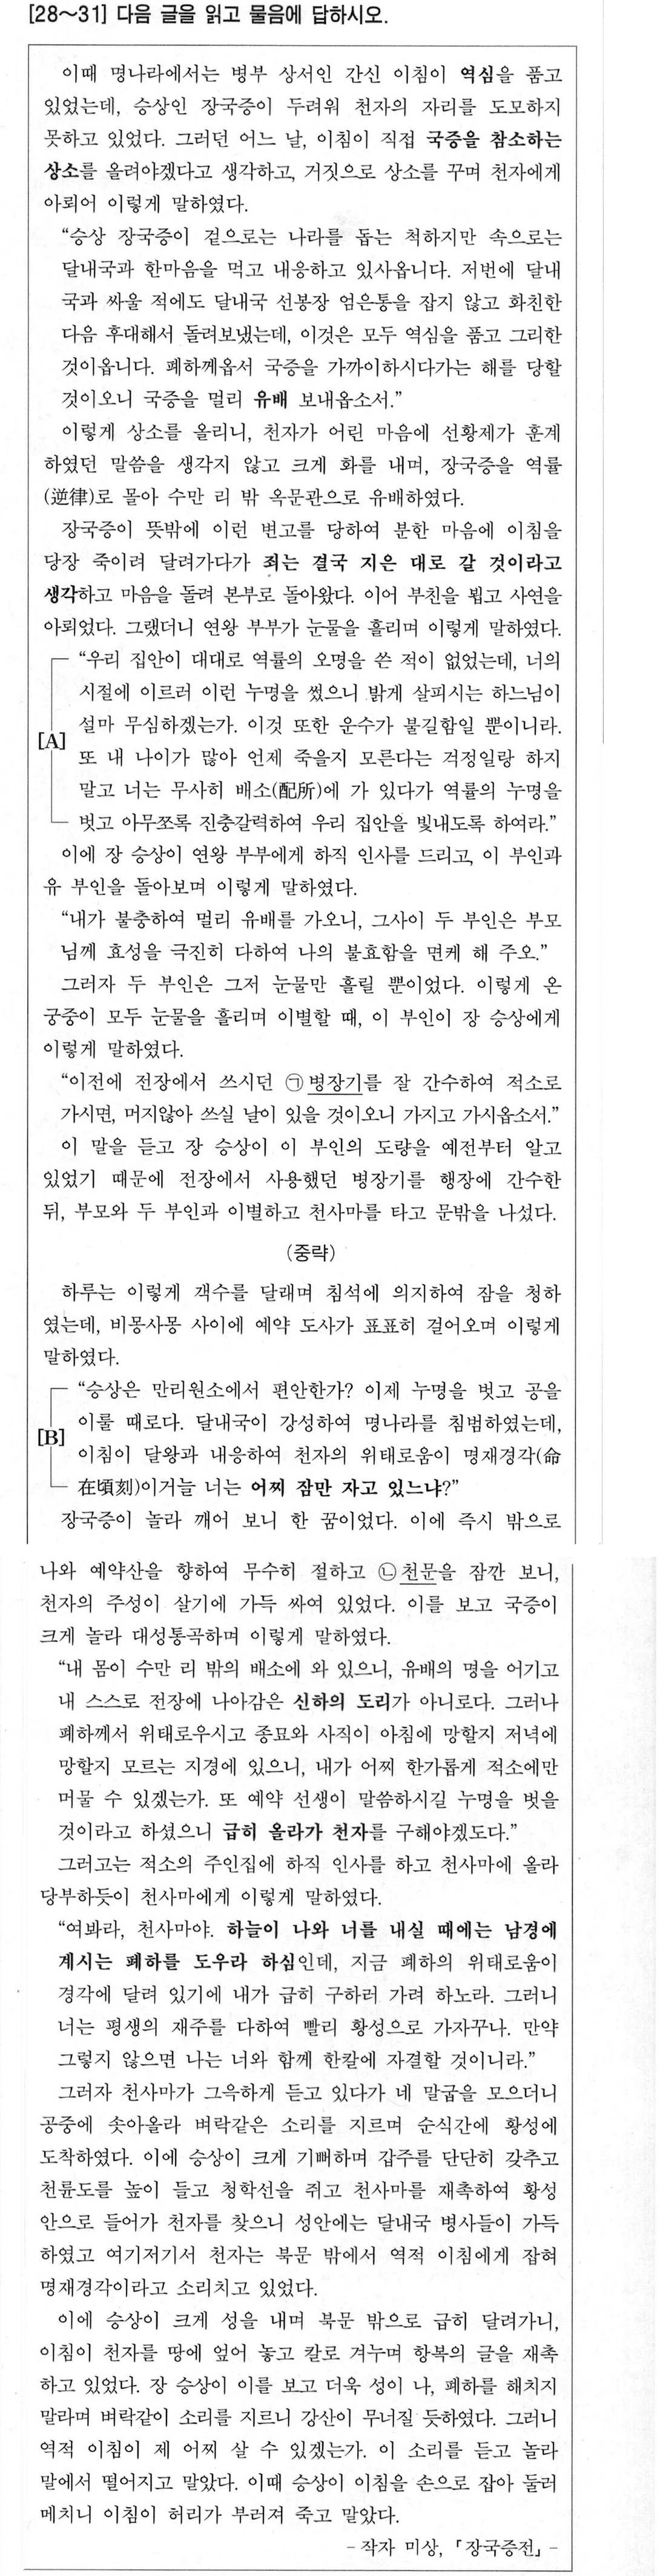 [28~31] 다음 글을 읽고 물음에 답하시오.
이때 명나라에서는 병부 상서인 간신 이침이 역심을 품고
있었는데, 승상인 장국증이 두려워 천자의 자리를 도모하지
못하고 있었다. 그러던 어느 날, 이침이 직접 국증을 참소하는
상소를 올려야겠다고 생각하고, 거짓으로 상소를 꾸며 천자에게
아뢰어 이렇게 말하였다.
“승상 장국증이 겉으로는 나라를 돕는 척하지만 속으로는
달내국과 한마음을 먹고 내응하고 있사옵니다. 저번에 달내
국과 싸울 적에도 달내국 선봉장 엄은통을 잡지 않고 화친한
다음 후대해서 돌려보냈는데, 이것은 모두 역심을 품고 그리한
것이옵니다. 폐하께옵서 국증을 가까이하시다가는 해를 당할
것이오니 국증을 멀리 유배 보내옵소서.”
이렇게 상소를 올리니, 천자가 어린 마음에 선황제가 훈계
하였던 말씀을 생각지 않고 크게 화를 내며, 장국증을 역률
(逆律)로 몰아 수만 리 밖 옥문관으로 유배하였다.
장국증이 뜻밖에 이런 변고를 당하여 분한 마음에 이침을
당장 죽이려 달려가다가 죄는 결국 지은 대로 갈 것이라고
생각하고 마음을 돌려 본부로 돌아왔다. 이어 부친을 뵙고 사연을
아뢰었다. 그랬더니 연왕 부부가 눈물을 흘리며 이렇게 말하였다.
“우리 집안이 대대로 역률의 오명을 쓴 적이 없었는데, 너의
시절에 이르러 이런 누명을 썼으니 밝게 살피시는 하느님이
설마 무심하겠는가. 이것 또한 운수가 불길함일 뿐이니라.
[A]
또 내 나이가 많아 언제 죽을지 모른다는 걱정일랑 하지
말고 너는 무사히 배소(配所)에 가 있다가 역률의 누명을
벗고 아무쪼록 진충갈력하여 우리 집안을 빛내도록 하여라.”
이에 장 승상이 연왕 부부에게 하직 인사를 드리고, 이 부인과
유 부인을 돌아보며 이렇게 말하였다.
“내가 불충하여 멀리 유배를 가오니, 그사이 두 부인은 부모
님께 효성을 극진히 다하여 나의 불효함을 면케 해 주오.”
그러자 두 부인은 그저 눈물만 흘릴 뿐이었다. 이렇게 온
궁중이 모두 눈물을 흘리며 이별할 때, 이 부인이 장 승상에게
이렇게 말하였다.
“이전에 전장에서 쓰시던 ㉠병장기를 잘 간수하여 적소로
가시면, 머지않아 쓰실 날이 있을 것이오니 가지고 가시옵소서.”
이 말을 듣고 장 승상이 이 부인의 도량을 예전부터 알고
있었기 때문에 전장에서 사용했던 병장기를 행장에 간수한
뒤, 부모와 두 부인과 이별하고 천사마를 타고 문밖을 나섰다.
(중략)
하루는 이렇게 객수를 달래며 침석에 의지하여 잠을 청하
였는데, 비몽사몽 사이에 예약 도사가 표표히 걸어오며 이렇게
말하였다.
“승상은 만리원소에서 편안한가? 이제 누명을 벗고 공을
이룰 때로다. 달내국이 강성하여 명나라를 침범하였는데,
[B]
이침이 달왕과 내응하여 천자의 위태로움이 명재경각(命
在頃刻)이거늘 너는 어찌 잠만 자고 있느냐?”
장국증이 놀라 깨어 보니 한 꿈이었다. 이에 즉시 밖으로
나와 예약산을 향하여 무수히 절하고 ㉡천문을 잠깐 보니,
천자의 주성이 살기에 가득 싸여 있었다. 이를 보고 국증이
크게 놀라 대성통곡하며 이렇게 말하였다.
“내 몸이 수만 리 밖의 배소에 와 있으니, 유배의 명을 어기고
내 스스로 전장에 나아감은 신하의 도리가 아니로다. 그러나
폐하께서 위태로우시고 종묘와 사직이 아침에 망할지 저녁에
망할지 모르는 지경에 있으니, 내가 어찌 한가롭게 적소에만
머물 수 있겠는가. 또 예약 선생이 말씀하시길 누명을 벗을
것이라고 하셨으니 급히 올라가 천자를 구해야겠도다.”
그러고는 적소의 주인집에 하직 인사를 하고 천사마에 올라
당부하듯이 천사마에게 이렇게 말하였다.
“여봐라, 천사마야. 하늘이 나와 너를 내실 때에는 남경에
계시는 폐하를 도우라 하심인데, 지금 폐하의 위태로움이
경각에 달려 있기에 내가 급히 구하러 가려 하노라. 그러니
너는 평생의 재주를 다하여 빨리 황성으로 가자꾸나. 만약
그렇지 않으면 나는 너와 함께 한칼에 자결할 것이니라.”
그러자 천사마가 그윽하게 듣고 있다가 네 말굽을 모으더니
공중에 솟아올라 벼락같은 소리를 지르며 순식간에 황성에
도착하였다. 이에 승상이 크게 기뻐하며 갑주를 단단히 갖추고
천륜도를 높이 들고 청학선을 쥐고 천사마를 재촉하여 황성
안으로 들어가 천자를 찾으니 성안에는 달내국 병사들이 가득
하였고 여기저기서 천자는 북문 밖에서 역적 이침에게 잡혀
명재경각이라고 소리치고 있었다.
이에 승상이 크게 성을 내며 북문 밖으로 급히 달려가니,
이침이 천자를 땅에 엎어 놓고 칼로 겨누며 항복의 글을 재촉
하고 있었다. 장 승상이 이를 보고 더욱 성이 나, 폐하를 해치지
말라며 벼락같이 소리를 지르니 강산이 무너질 듯하였다. 그러니
역적 이침이 제 어찌 살 수 있겠는가. 이 소리를 듣고 놀라
말에서 떨어지고 말았다. 이때 승상이 이침을 손으로 잡아 둘러
메치니 이침이 허리가 부러져 죽고 말았다.
- 작자 미상, 「장국증전」 -